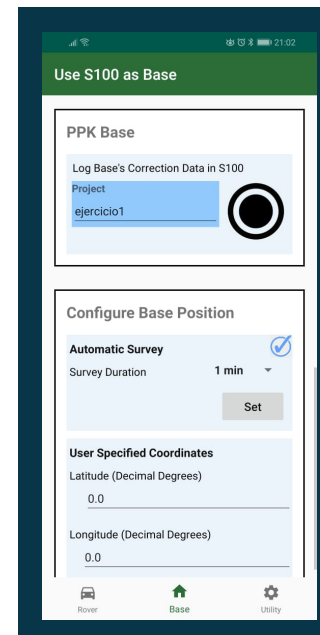 21:02
Use S100 as Base
PPK Base
Log Base's Correction Data in S100
Project
ejercicio1
Configure Base Position
Automatic Survey
Survey Duration
1 min
Set
User Specified Coordinates
Latitude (Decimal Degrees)
0.0
Longitude (Decimal Degrees)
0.0
Rover
Base
Utility